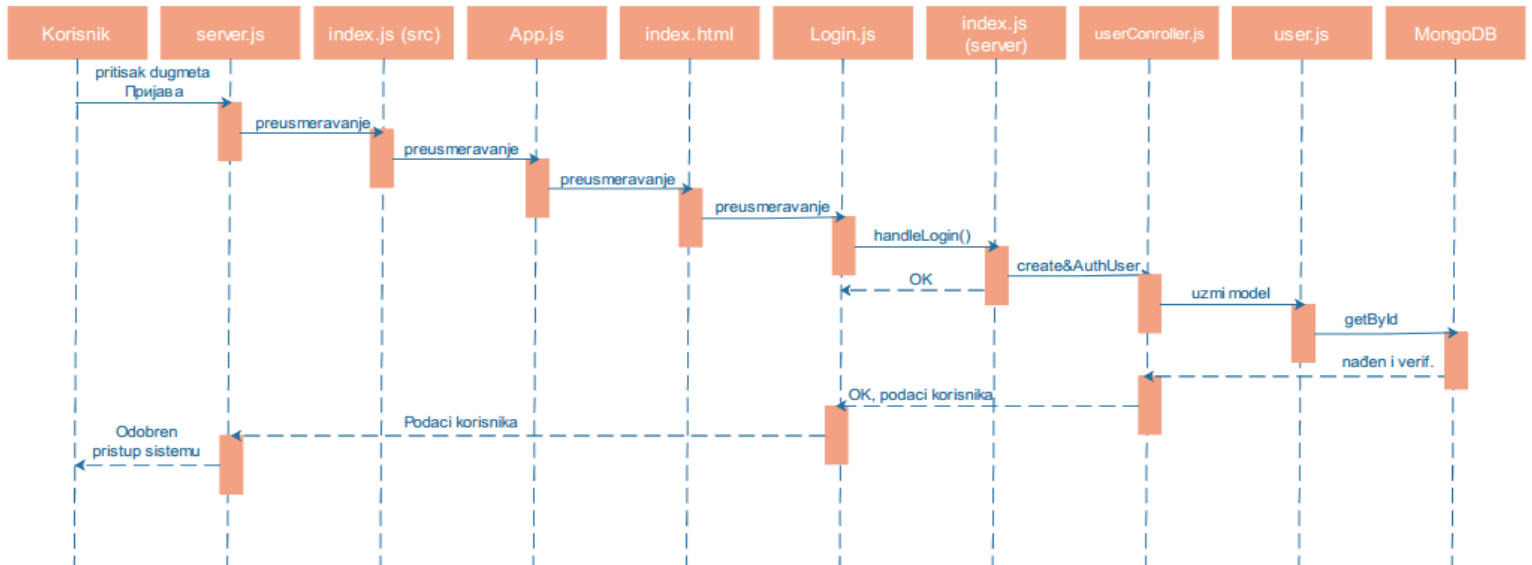 Korisnik
server.js
index.js (src)
App.js
index.html
Login.js
index.js
(server)
userConroller.js
user.js
MongoDB
pritisak dugmeta
Пријава
preusmeravanje
preusmeravanje
preusmeravanje
preusmeravanje
handleLogin()
create&AuthUser
OK
uzmi model
getById
nađen i verif.
OK, podaci korisnika
Podaci korisnika
Odobren
pristup sistemu